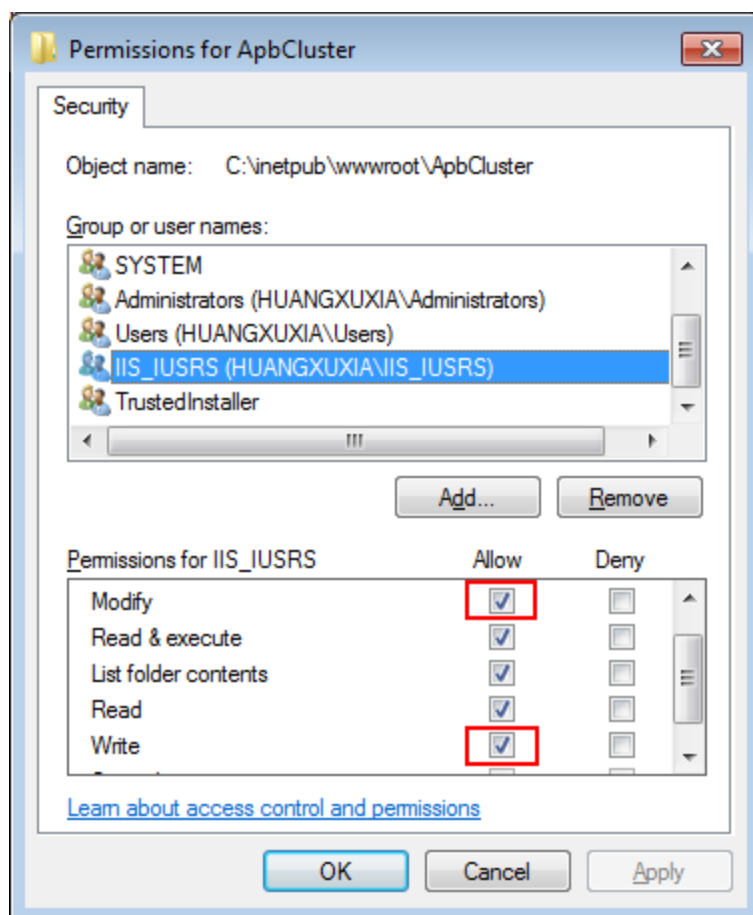 Permissions for ApbCluster
Security
Object name: C:\inetpub\wwwroot\ApbCluster
Group or user names:
SYSTEM
Administrators (HUANGXUXIA\Administrators)
Users (HUANGXUXIA\Users)
IIS_IUSRS (HUANGXUXIA\IIS_IUSRS)
TrustedInstaller
Add... Remove
Permissions for IIS_IUSRS Allow Deny
Modify
Read & execute
List folder contents
Read
Write
Learn about access control and permissions
OK Cancel Apply